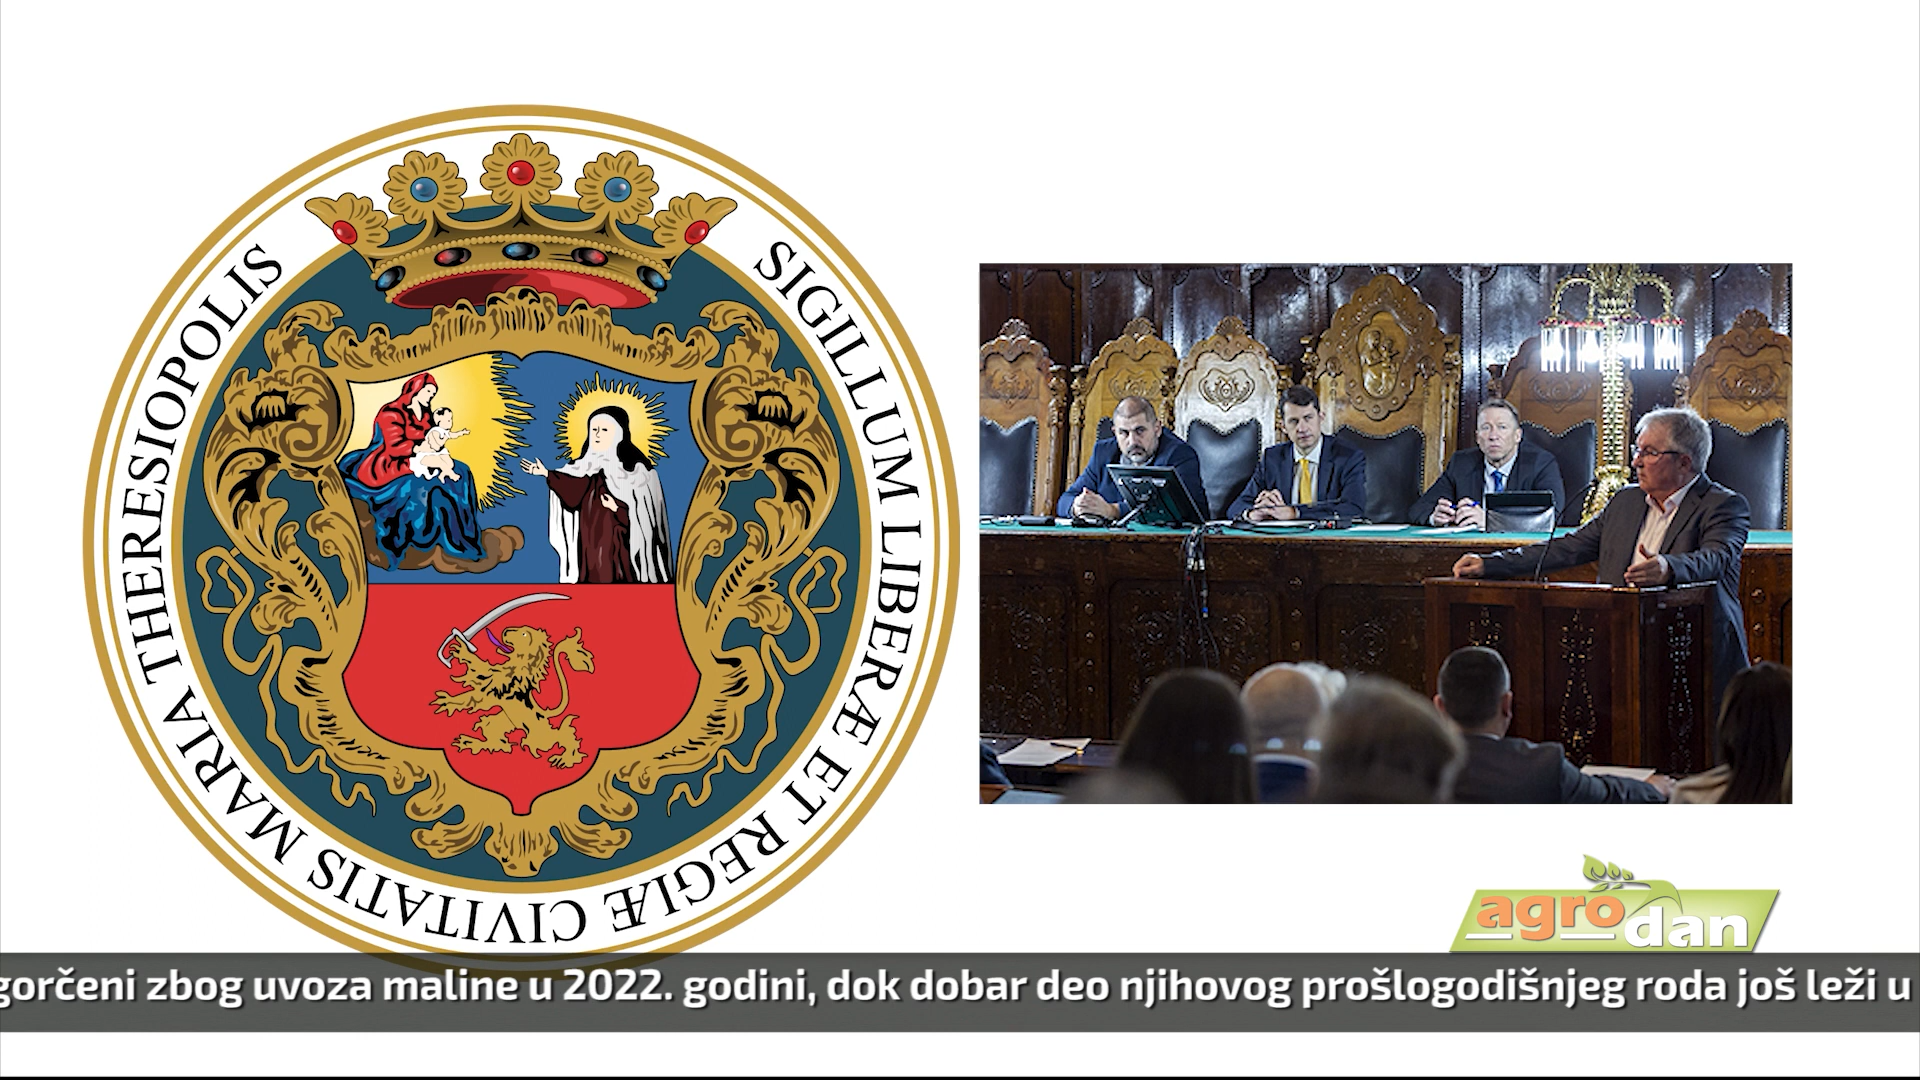 SIGILLUM LIBERÆ ET REGIÆ CIVITATIS MARIA THERESIOPOLIS
agro dan
gorčeni zbog uvoza maline u 2022. godini, dok dobar deo njihovog prošlogodišnjeg roda još leži u